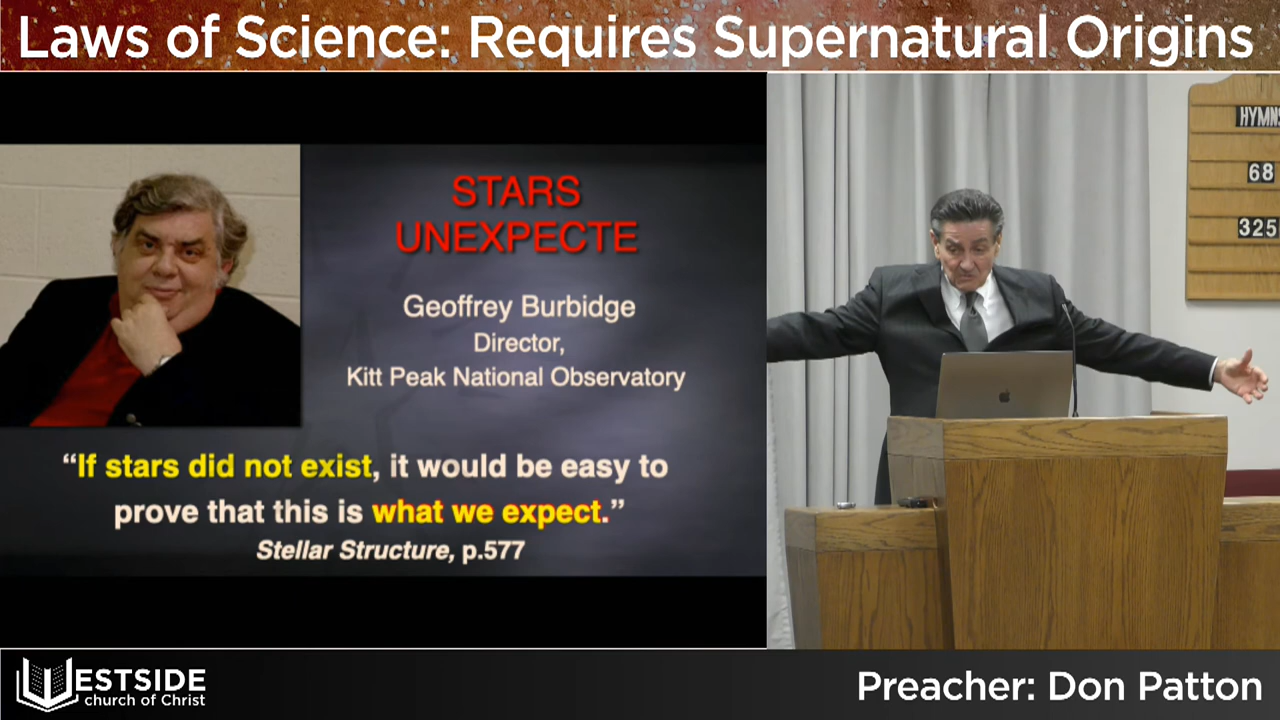 Laws of Science: Requires Supernatural Origins
STARS
UNEXPECTE
Geoffrey Burbidge
Director,
Kitt Peak National Observatory
“If stars did not exist, it would be easy to
prove that this is what we expect.”
Stellar Structure, p.577
HYMNS
68
325
WESTSIDE
church of Christ
Preacher: Don Patton